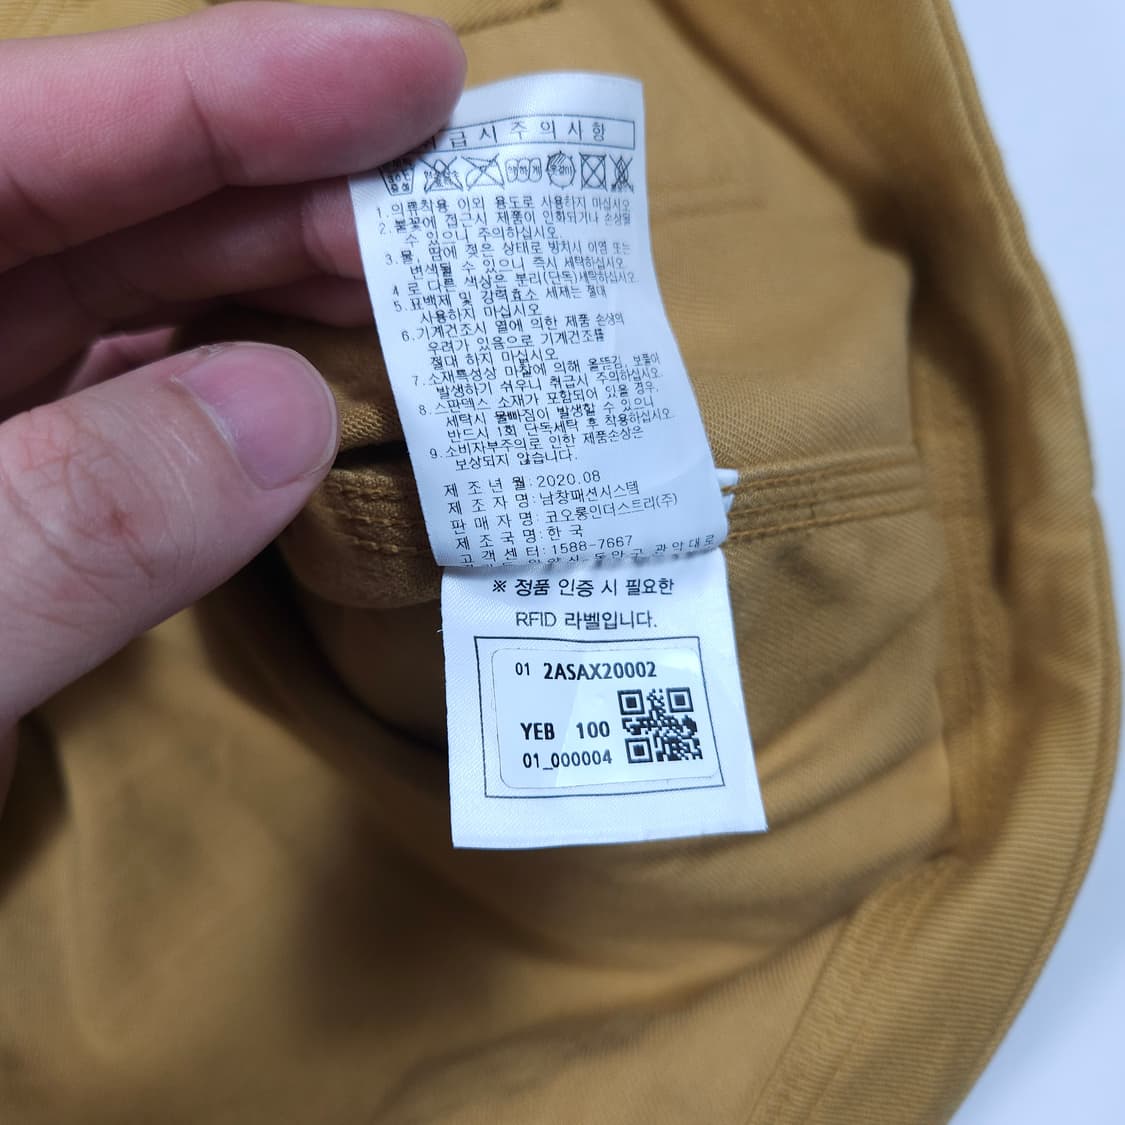 급시주의사항
1.의류착용 이외 용도로 사용하지 마십시오
2.불꽃에 접근시 제품이 인화되거나 손상될
수 있으니 주의하십시오.
3.물, 땀에 젖은 상태로 방치시 이염 또는
변색될 수 있으니 즉시 세탁하십시오
4 로 다른 색상은 분리(단독)세탁하십시오.
5.표백제 및 강력효소 세제는 절대
사용하지 마십시오
6.기계건조시 열에 의한 제품 손상의
우려가 있음으로 기계건조를
절대 하지 마십시오
7.소재특성상 마찰에 의해 올뜯김, 보풀이
발생하기 쉬우니 취급시 주의하십시오.
8.스판덱스 소재가 포함되어 있을 경우,
세탁시 물빠짐이 발생할 수 있으니
반드시 1회 단독세탁 후 착용하십시오
9.소비자부주의로 인한 제품손상은
보상되지 않습니다.
제 조 년 월:2020.08
제 조 자 명:남창패션시스템
판 매 자 명:코오롱인더스트리(주)
제 조 국 명:한 국
고 객 센 터:1588-7667
관악대로
※ 정품 인증 시 필요한
RFID 라벨입니다.
01 2ASAX20002
YEB 100
01_000004